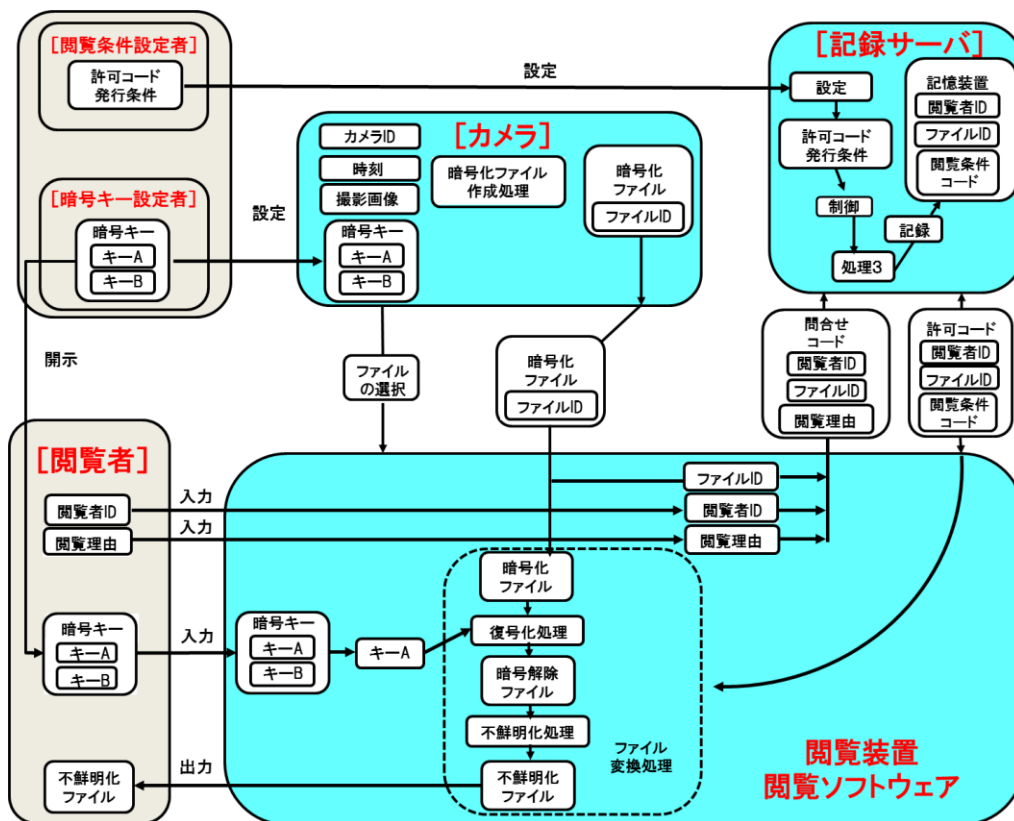 [閲覧条件設定者]
許可コード
発行条件
設定
[記録サーバ]
設定
許可コード
発行条件
制御
処理3
記録
記憶装置
閲覧者ID
ファイルID
閲覧条件
コード
[暗号キー設定者]
暗号キー
キーA
キーB
設定
[カメラ]
カメラID
時刻
撮影画像
暗号キー
キーA
キーB
暗号化ファイル
作成処理
暗号化
ファイル
ファイルID
開示
ファイル
の選択
暗号化
ファイル
ファイルID
問合せ
コード
閲覧者ID
ファイルID
閲覧理由
許可コード
閲覧者ID
ファイルID
閲覧条件
コード
[閲覧者]
閲覧者ID
閲覧理由
入力
入力
ファイルID
閲覧者ID
閲覧理由
暗号キー
キーA
キーB
入力
暗号キー
キーA
キーB
キーA
暗号化
ファイル
復号化処理
暗号解除
ファイル
不鮮明化処理
不鮮明化
ファイル
ファイル
変換処理
出力
不鮮明化
ファイル
閲覧装置
閲覧ソフトウェア